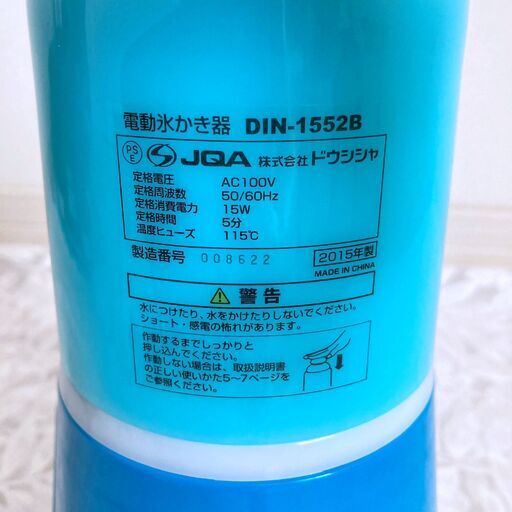 電動氷かき器 DIN-1552B
PS E JQA 株式会社ドウシシャ
定格電圧 AC100V
定格周波数 50/60Hz
定格消費電力 15W
定格時間 5分
温度ヒューズ 115℃
製造番号 008622 2015年製
MADE IN CHINA
警告
水につけたり、水をかけたりしないでください。
ショート・感電の怖れがあります。
作動するまでしっかりと
押し込んでください。
作動しない場合は、取扱説明書
の正しい使いかた5~7ページを
ご参照ください。